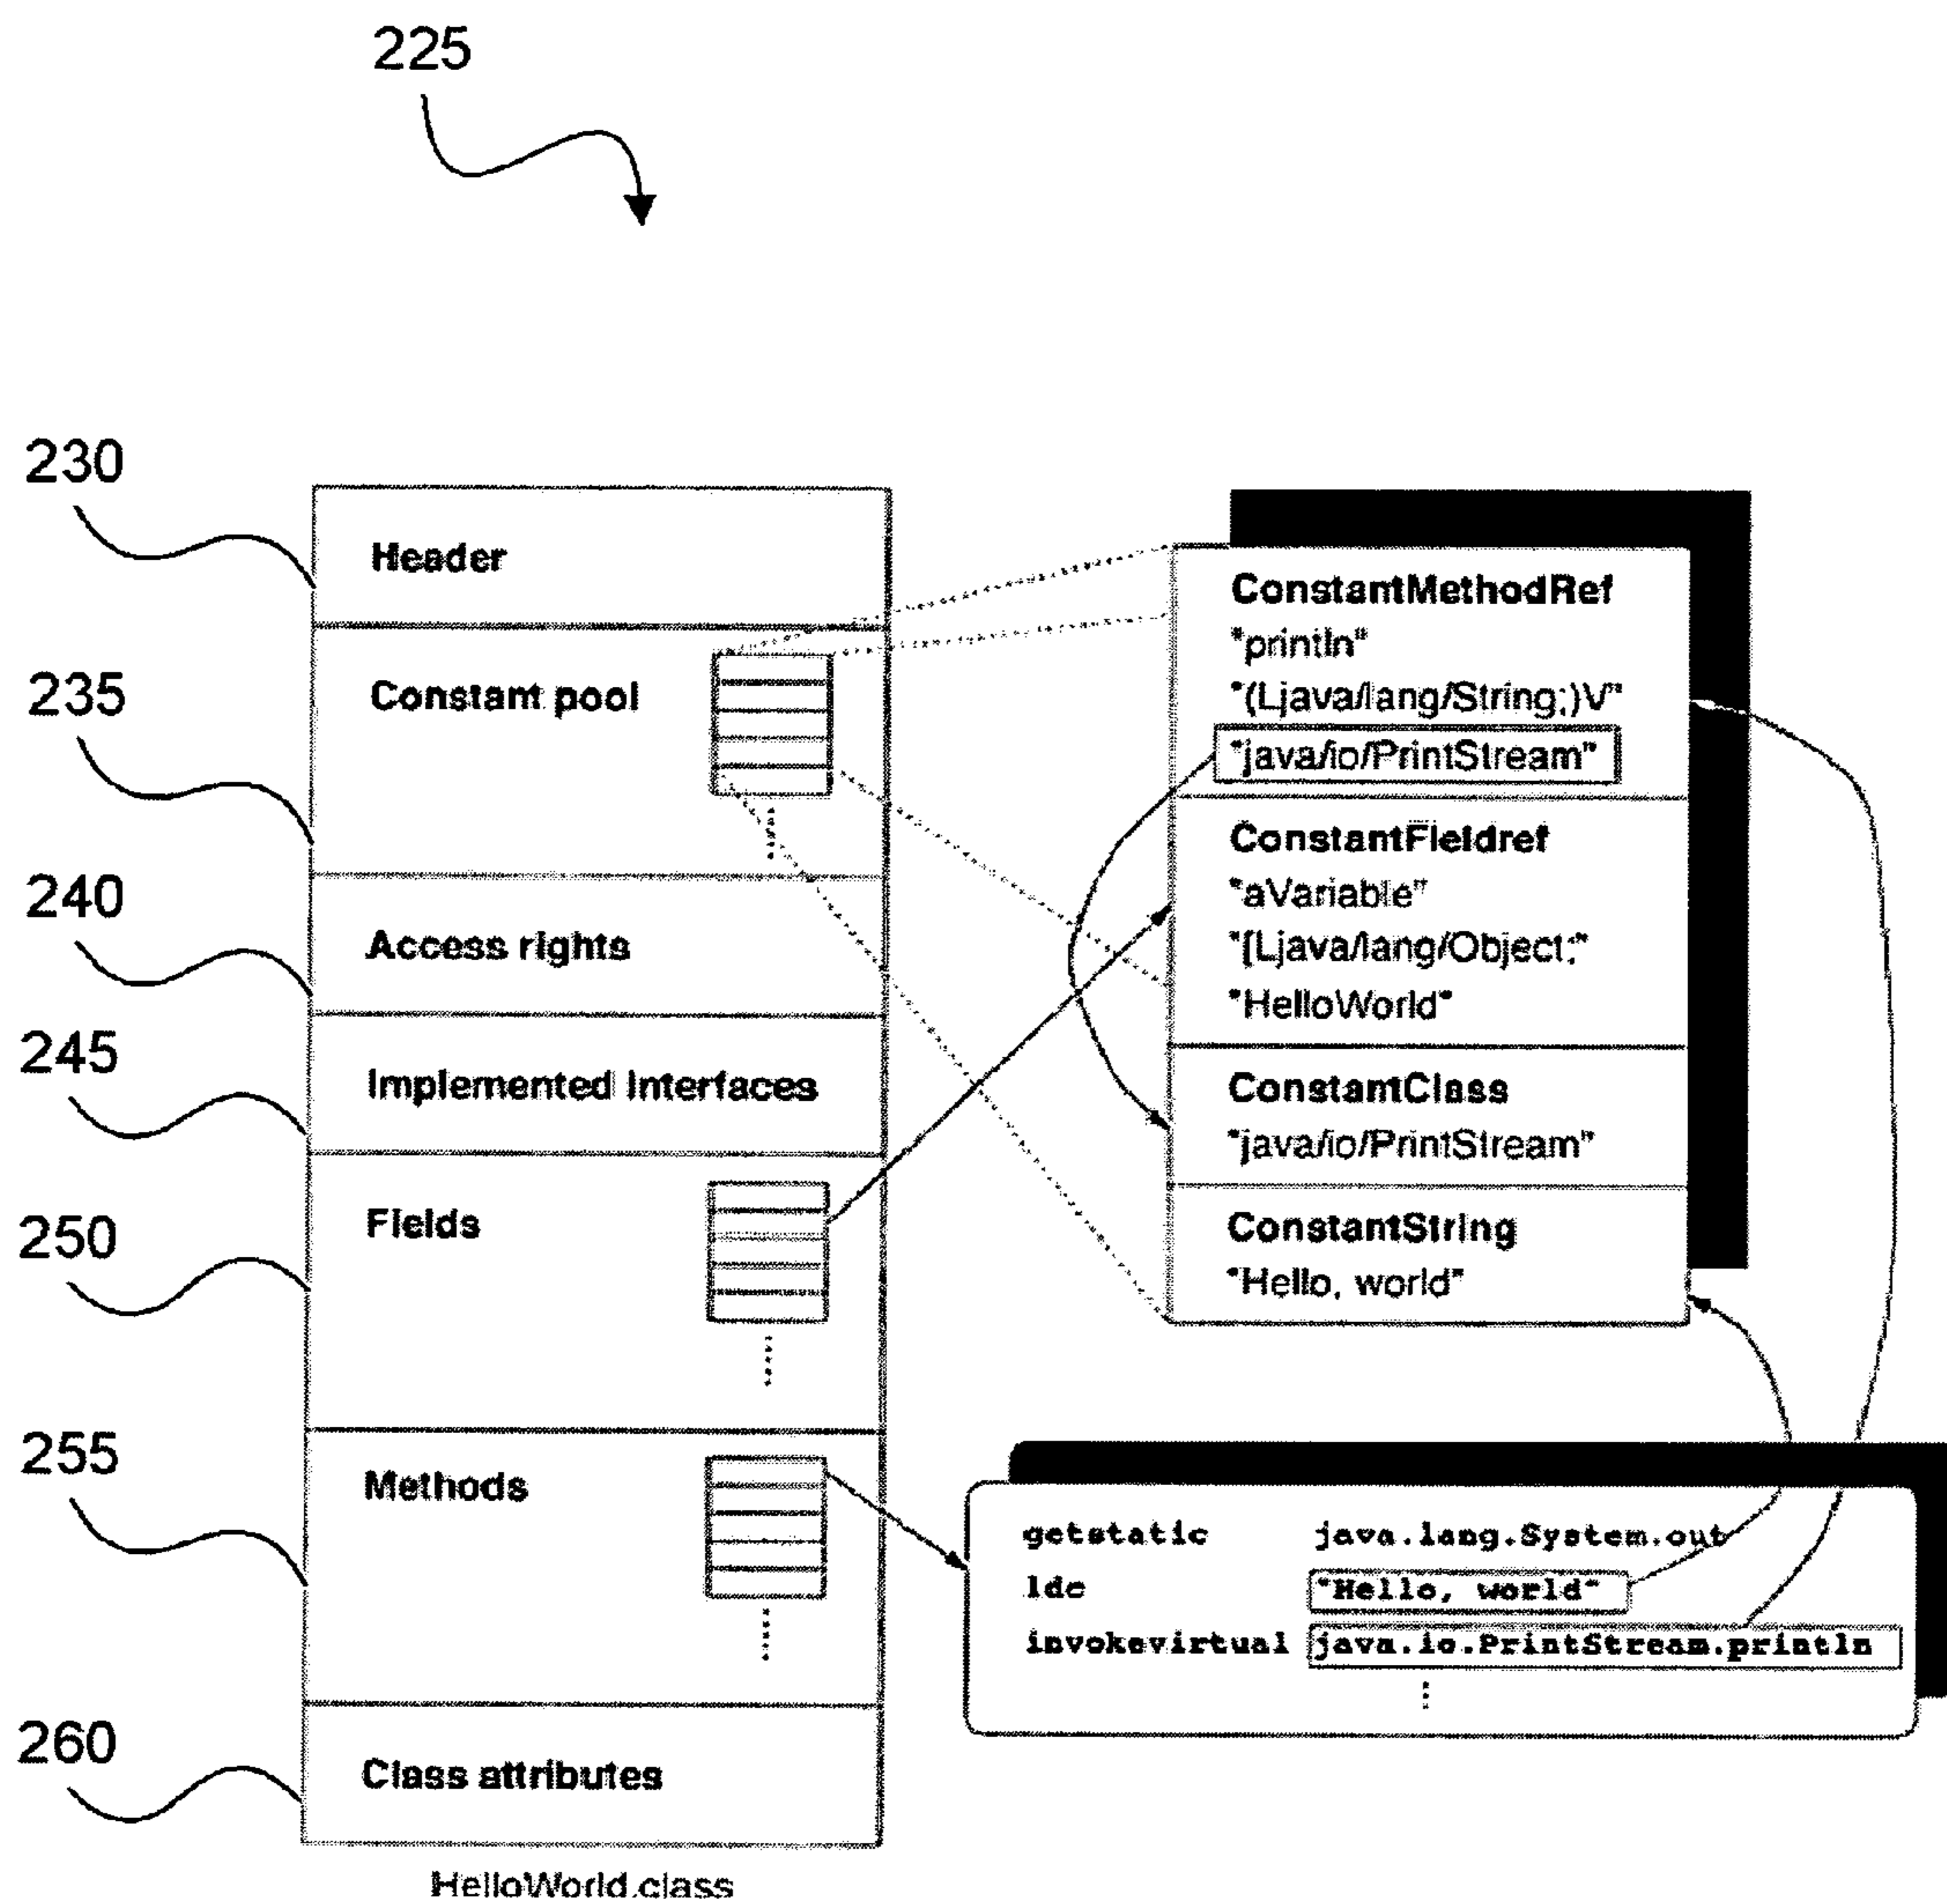 225
230
Header
235
Constant pool
240
Access rights
245
Implemented Interfaces
250
Fields
255
Methods
260
Class attributes
HelloWorld.class
ConstantMethodRef
"println"
"(Ljava/lang/String;)V"
"java/io/PrintStream"
ConstantFieldref
"aVariable"
"[Ljava/lang/Object;"
"HelloWorld"
ConstantClass
"java/io/PrintStream"
ConstantString
"Hello, world"
getstatic java.lang.System.out
ldc "Hello, world"
invokevirtual java.io.PrintStream.println